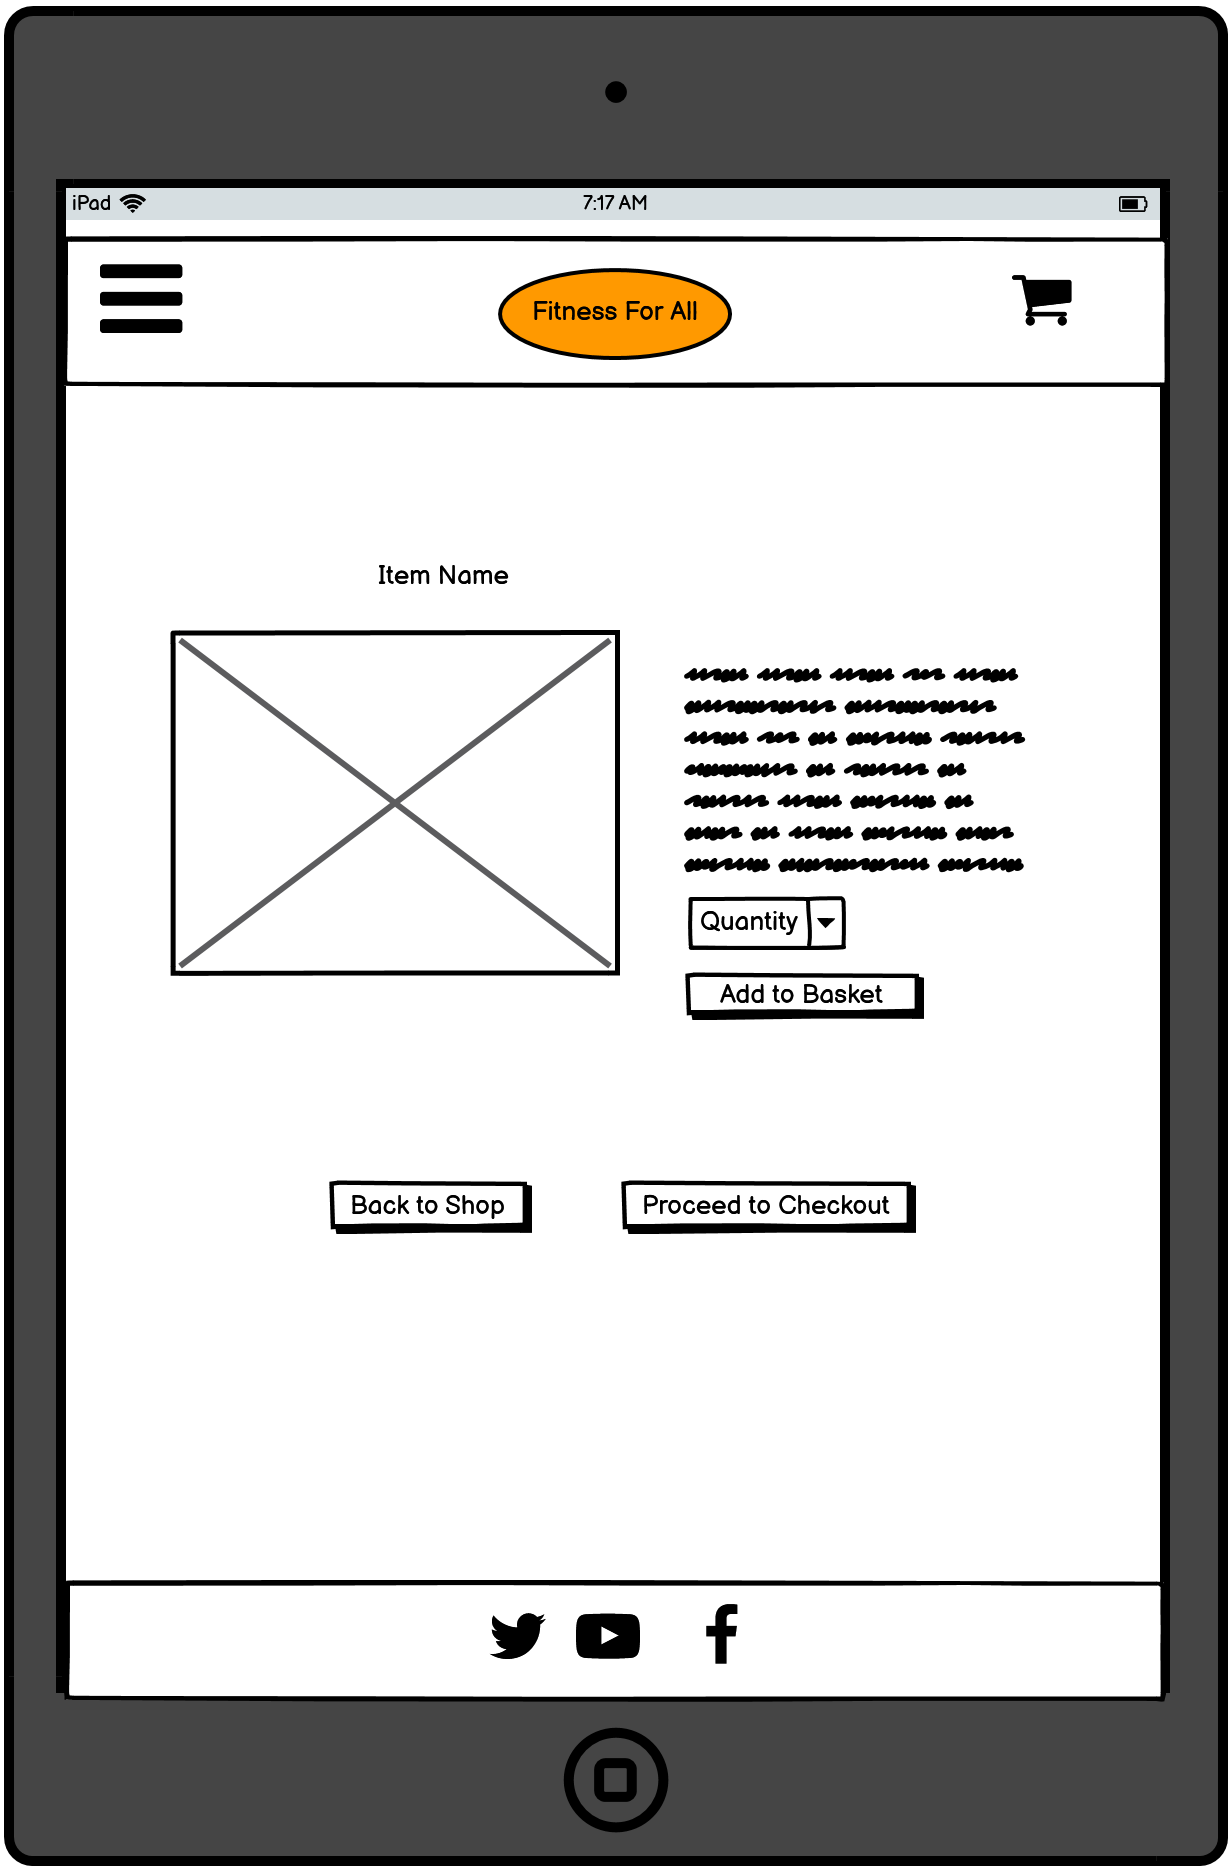 iPad
7:17 AM
Fitness For All
Item Name
Quantity
Add to Basket
Back to Shop
Proceed to Checkout